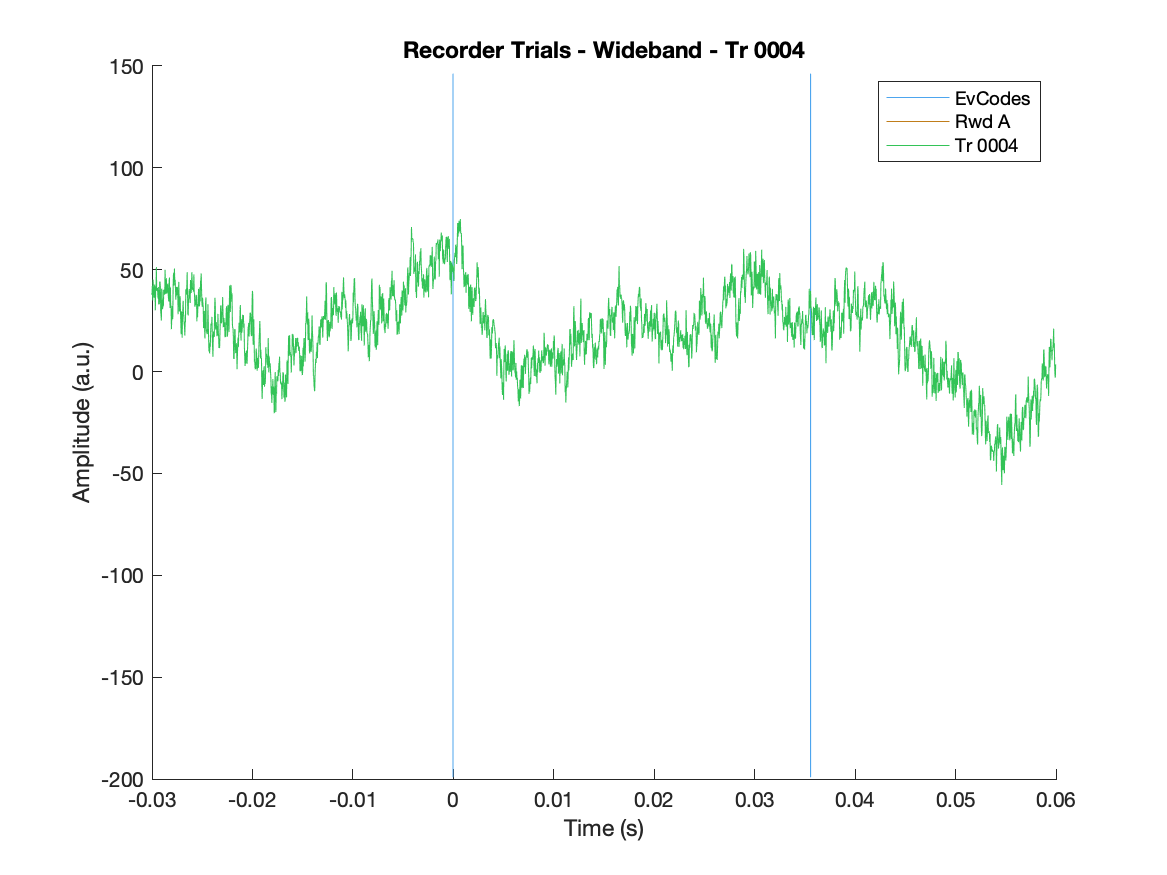 Recorder Trials - Wideband - Tr 0004
150
100
50
0
-50
-100
-150
-200
Amplitude (a.u.)
EvCodes
Rwd A
Tr 0004
-0.03 -0.02 -0.01 0 0.01 0.02 0.03 0.04 0.05 0.06
Time (s)